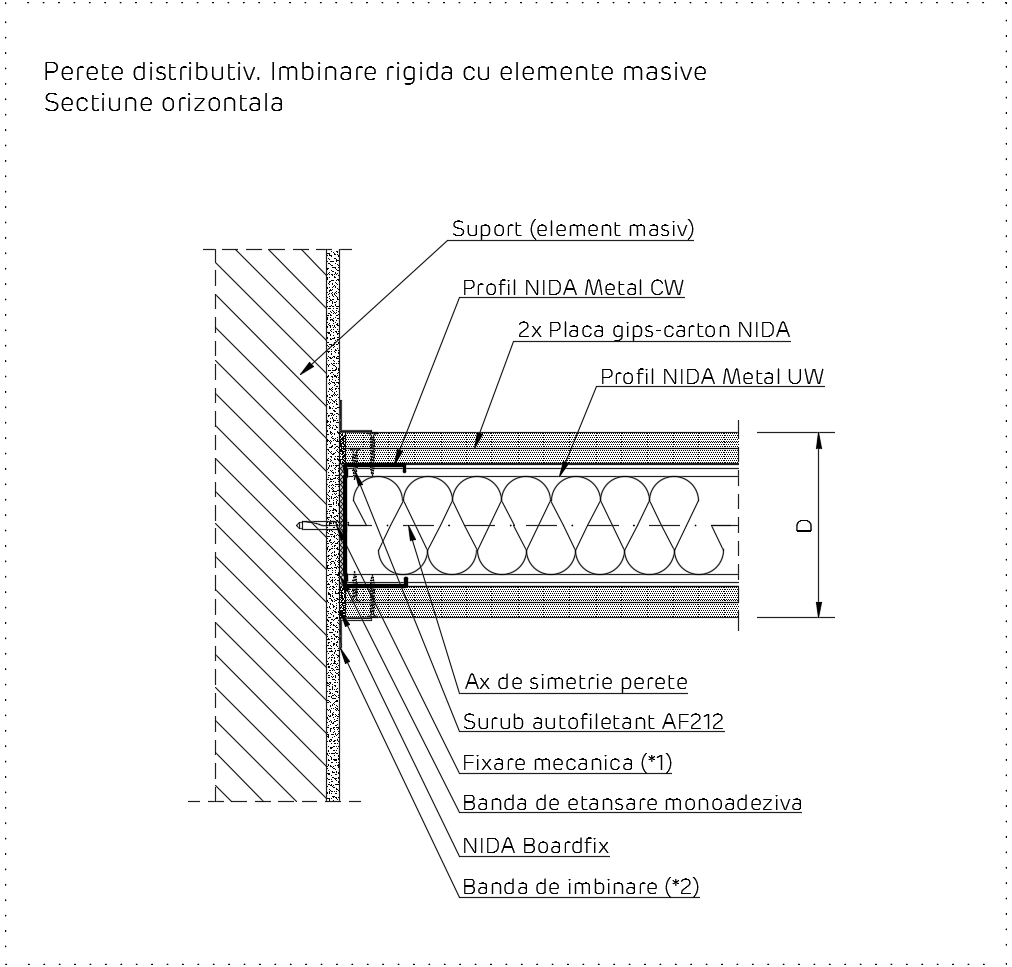 Perete distributiv. Imbinare rigida cu elemente masive
Sectiune orizontala
Suport (element masiv)
Profil NIDA Metal CW
2x Placa gips-carton NIDA
Profil NIDA Metal UW
D
Ax de simetrie perete
Surub autofiletant AF212
Fixare mecanica (*1)
Banda de etansare monoadeziva
NIDA Boardfix
Banda de imbinare (*2)